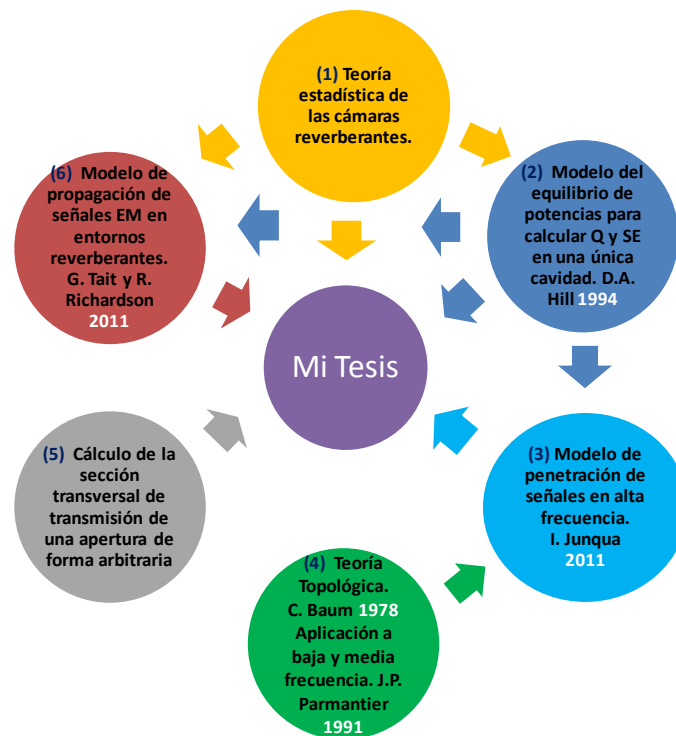 (1) Teoría
estadística de
las cámaras
reverberantes.
(2) Modelo del
equilibrio de
potencias para
calcular Q y SE
en una única
cavidad. D.A.
Hill 1994
(3) Modelo de
penetración de
señales en alta
frecuencia.
I. Junqua
2011
(4) Teoría
Topológica.
C. Baum 1978
Aplicación a
baja y media
frecuencia. J.P.
Parmantier
1991
(5) Cálculo de la
sección
transversal de
transmisión de
una apertura de
forma arbitraria
(6) Modelo de
propagación de
señales EM en
entornos
reverberantes.
G. Tait y R.
Richardson
2011
Mi Tesis